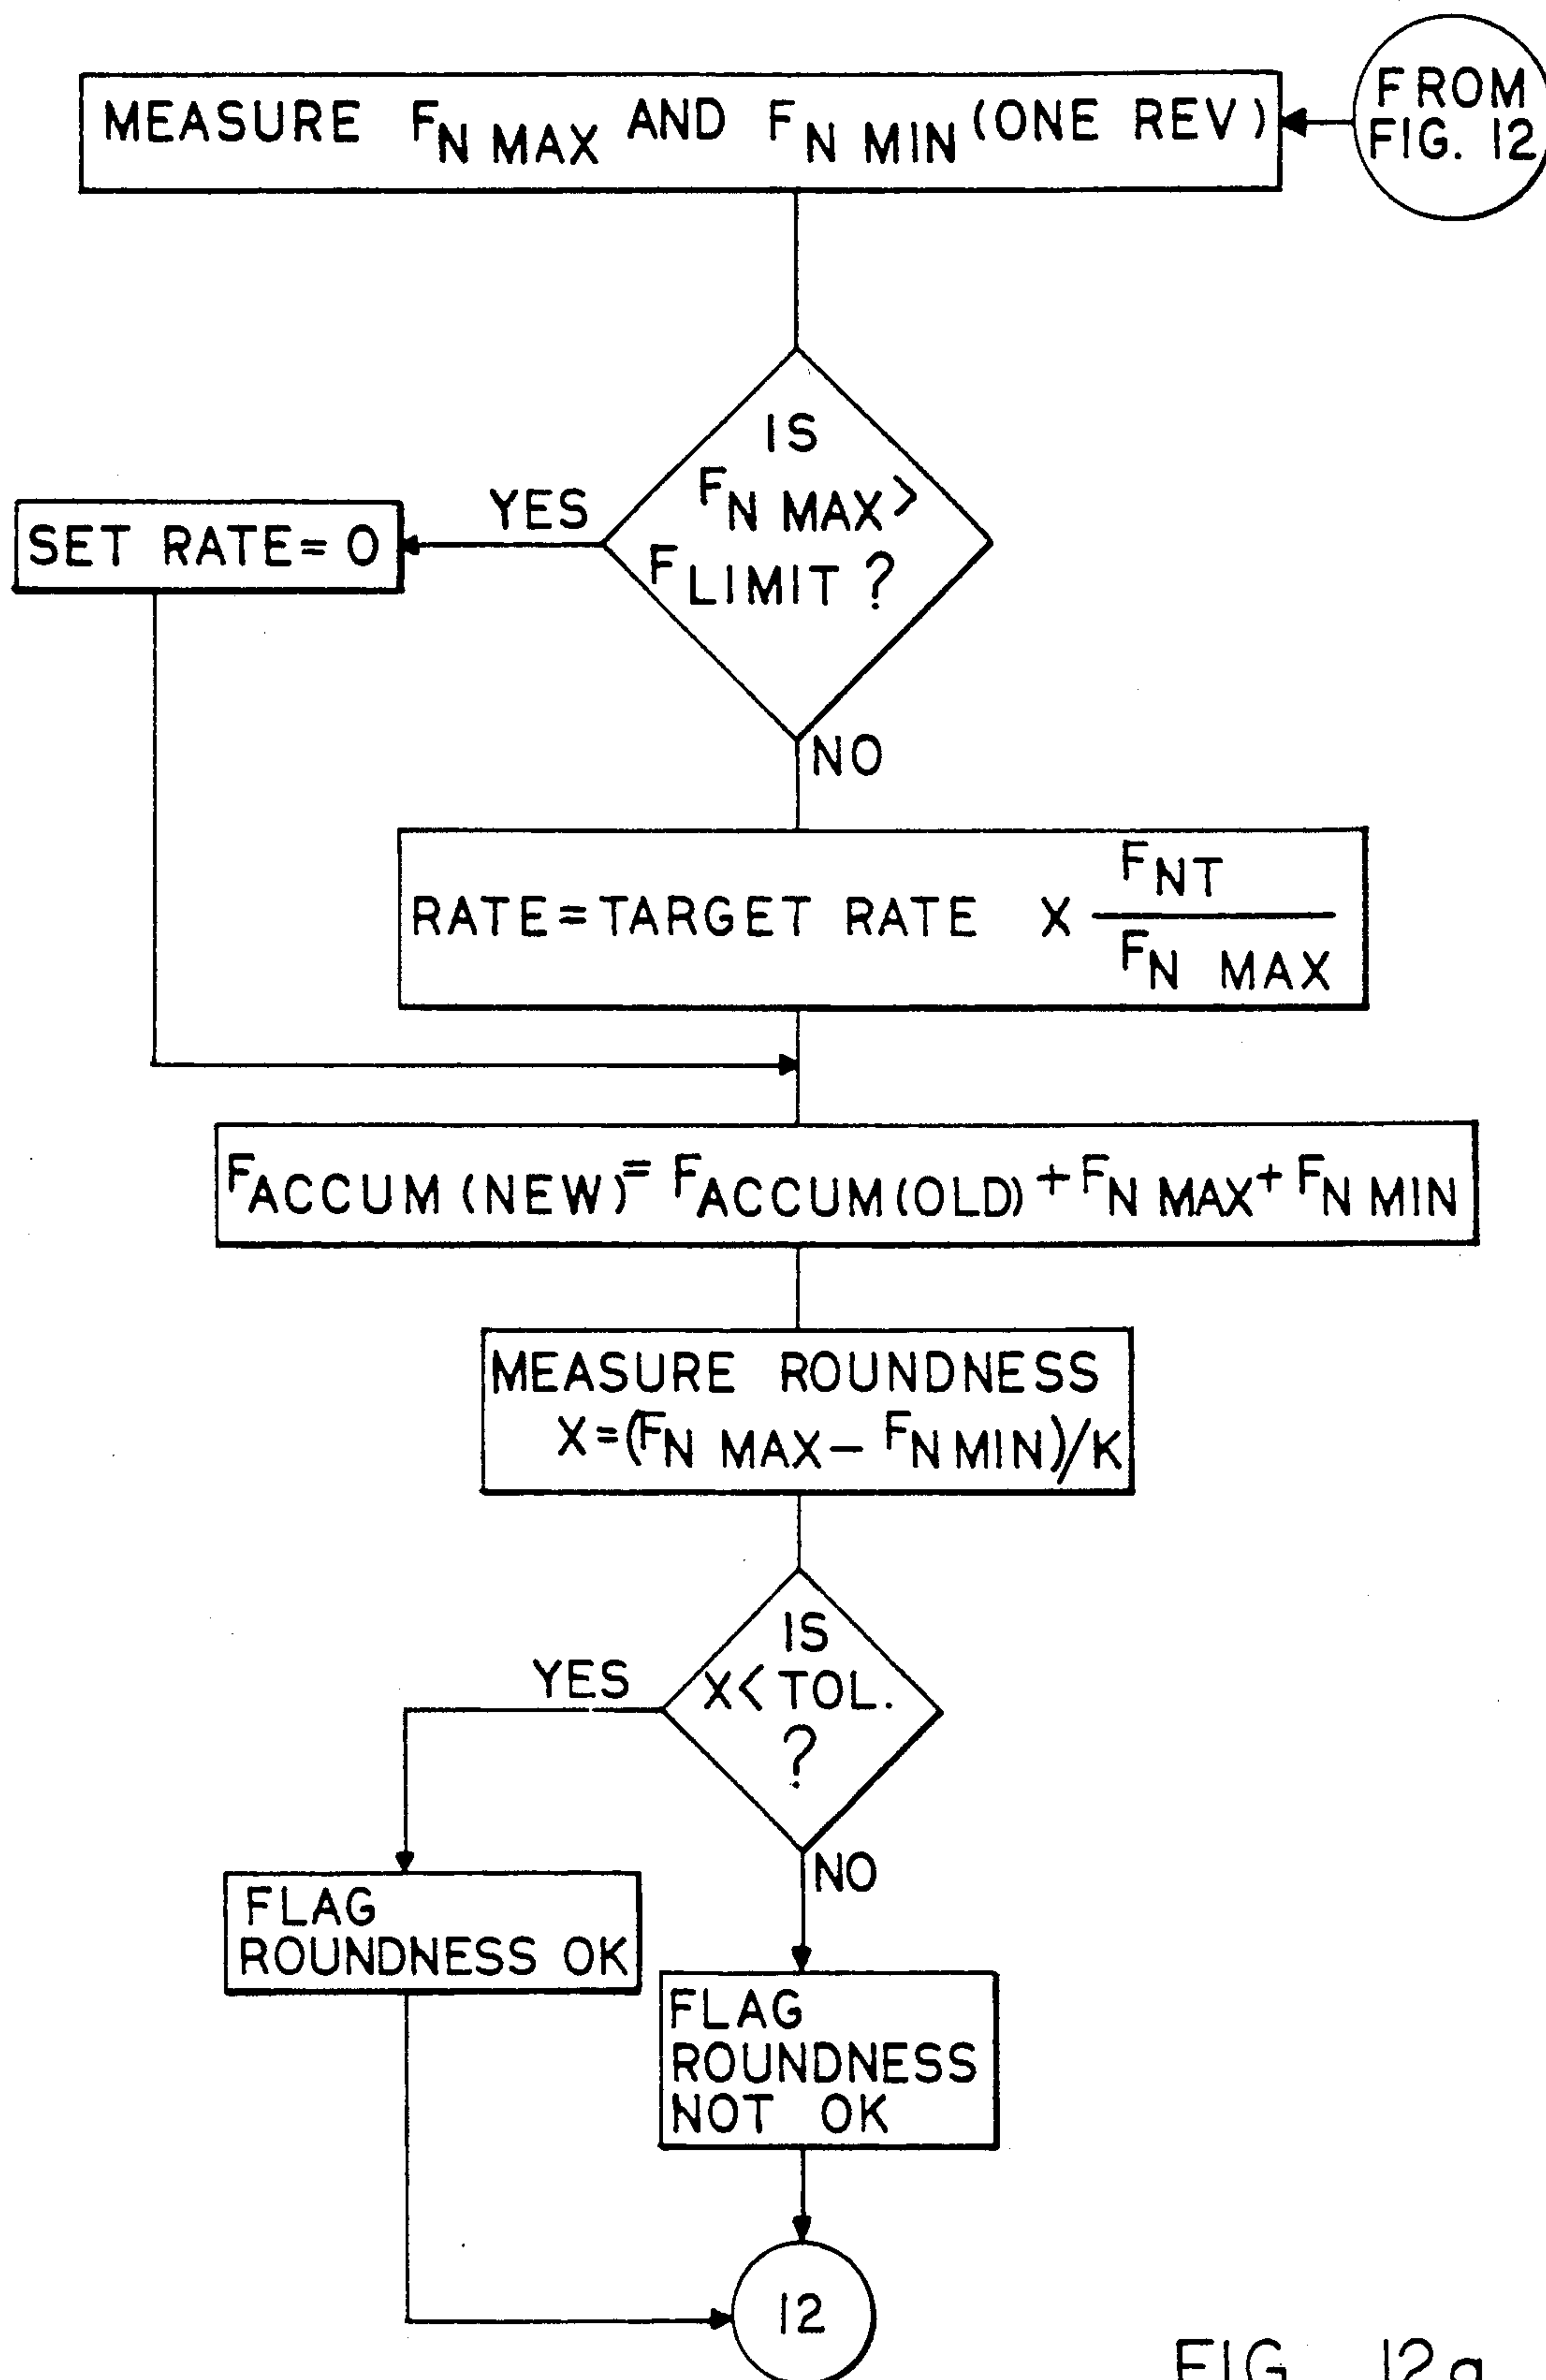 FROM
FIG. 12
MEASURE F N MAX AND F N MIN (ONE REV)
IS
F N MAX >
F LIMIT ?
YES
SET RATE = 0
NO
RATE = TARGET RATE X F NT
F N MAX
F ACCUM (NEW) = F ACCUM (OLD) + F N MAX + F N MIN
MEASURE ROUNDNESS
X = (F N MAX – F N MIN)/K
IS
X < TOL.
?
YES
NO
FLAG
ROUNDNESS OK
FLAG
ROUNDNESS
NOT OK
12
FIG. 12a